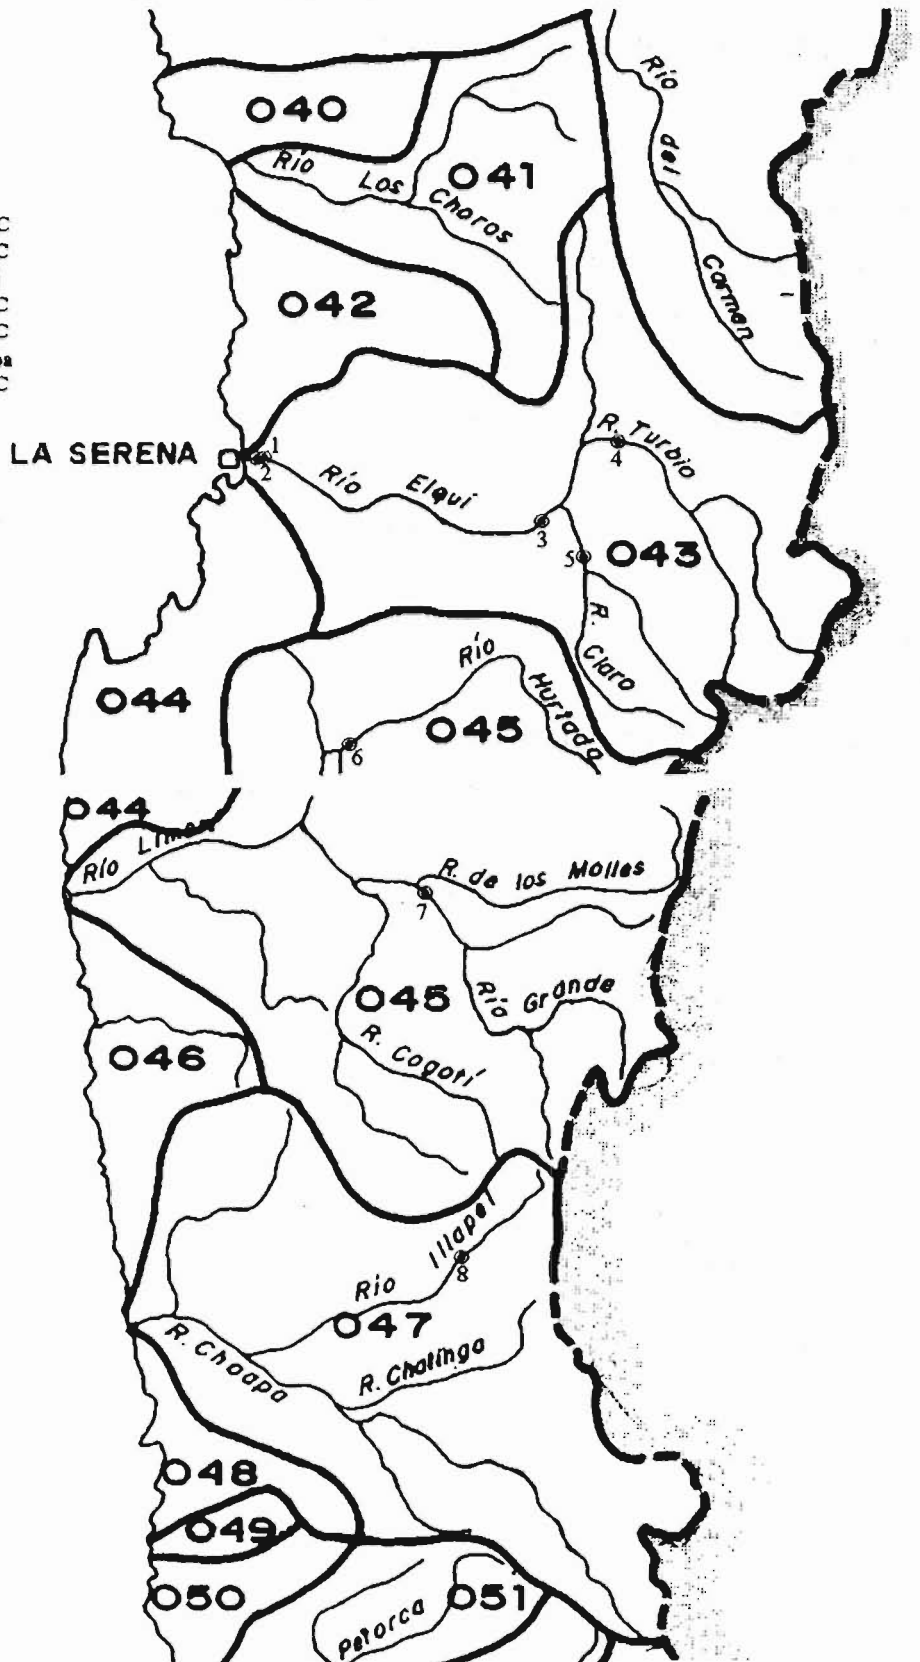 Río del Carmen
040
Río Los Choros
041
C
C
042
C
C
C
LA SERENA
1
2
Río Elqui
R. Turbio
4
3
5
043
R. Claro
Río Hurtado
044
045
6
044
Río Limari
R. de los Molles
7
045
Río Grande
046
R. Cogotí
Río Illapel
8
047
R. Choapa
R. Chalinga
048
049
050
051
Petorca